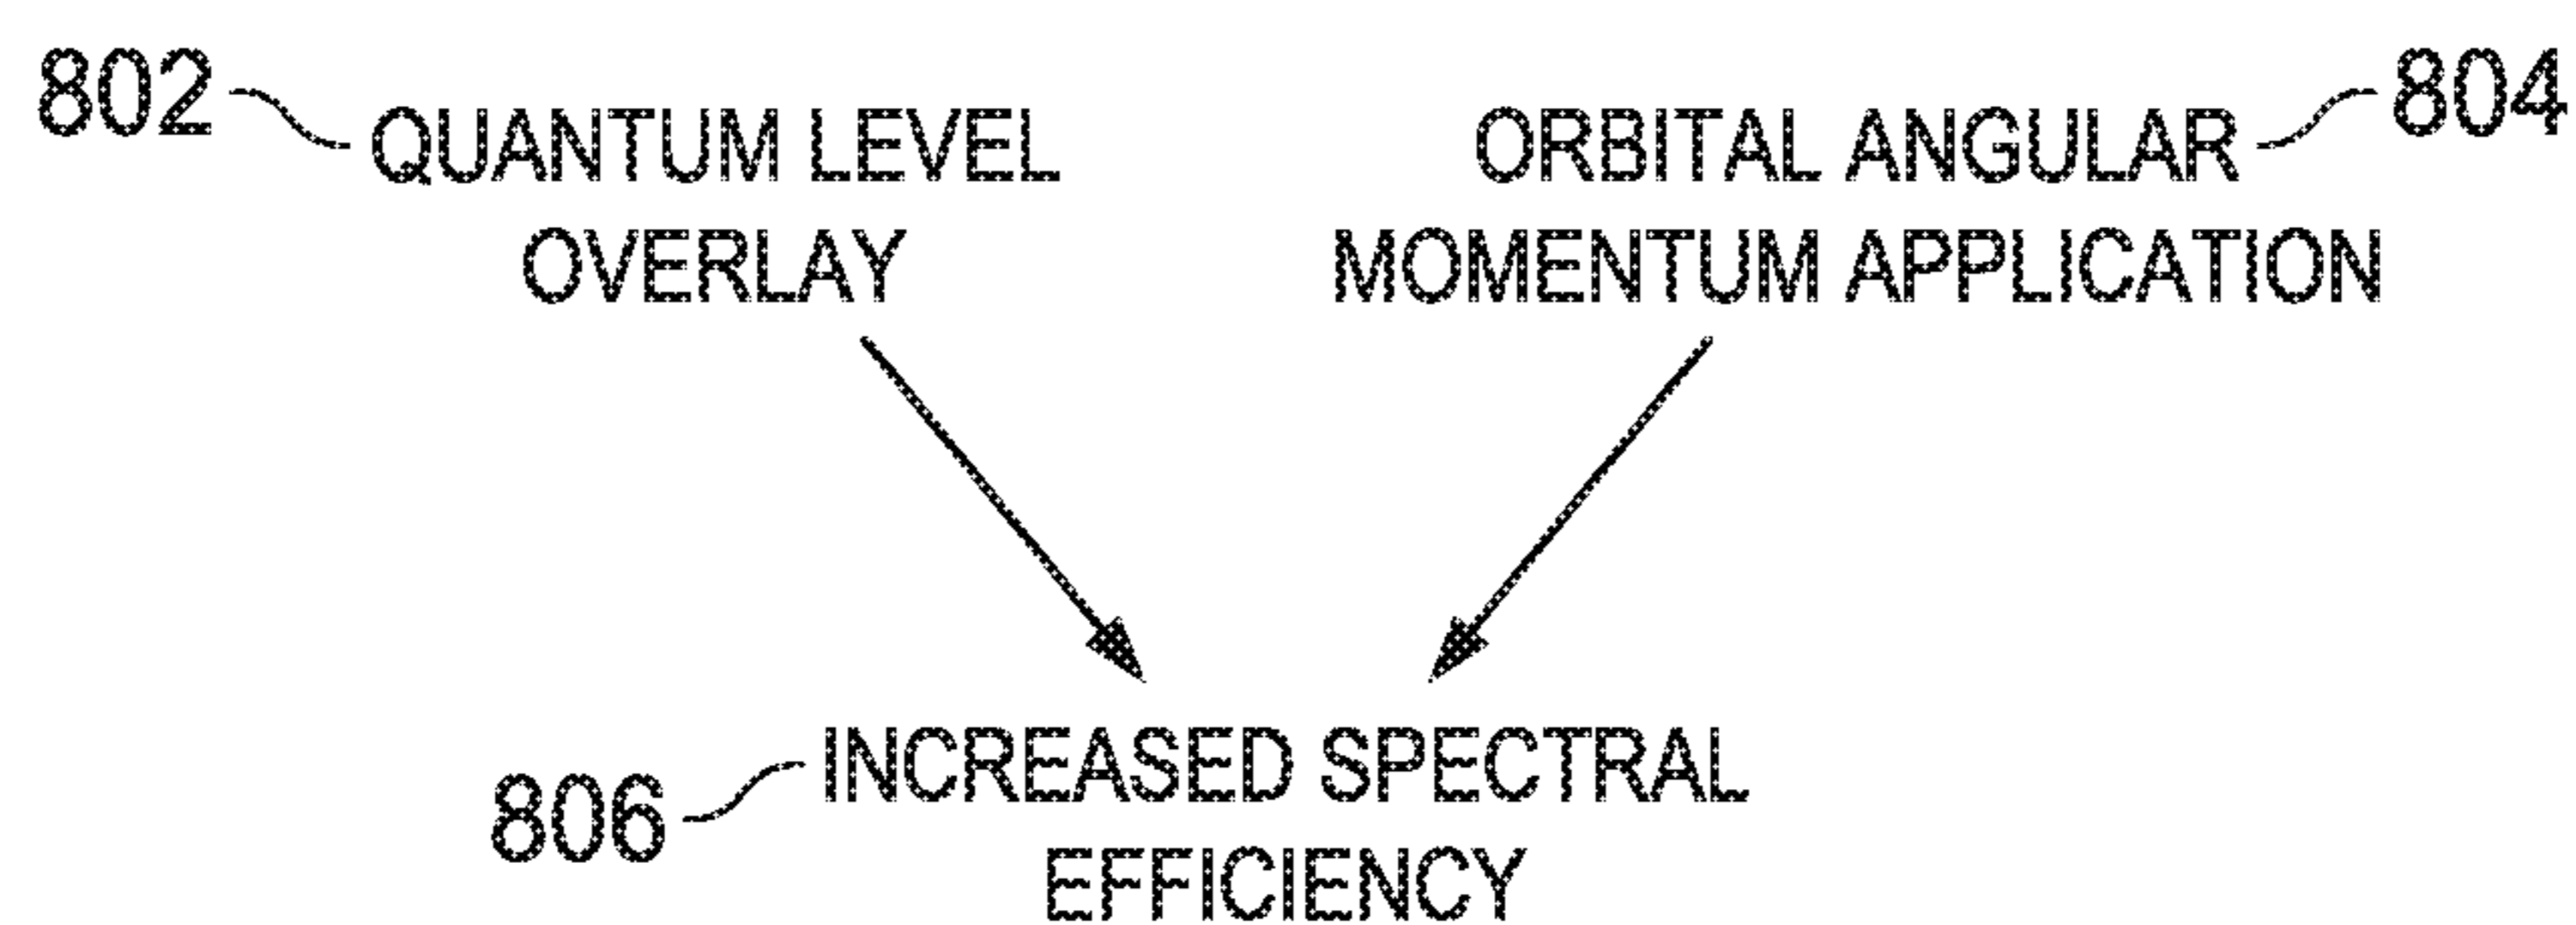 802
QUANTUM LEVEL
OVERLAY
ORBITAL ANGULAR
MOMENTUM APPLICATION
804
806
INCREASED SPECTRAL
EFFICIENCY